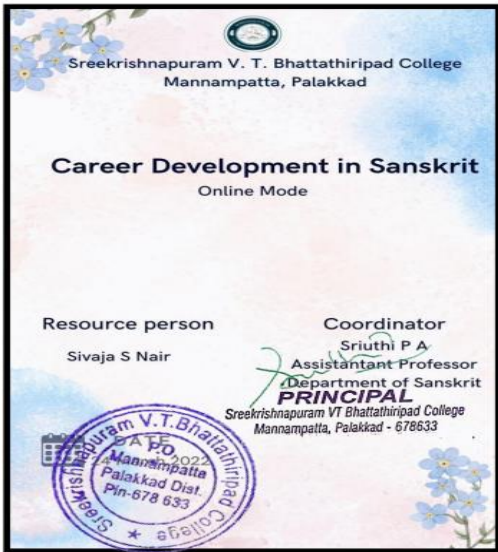 Sreekrishnapuram V. T. Bhattathiripad College
Mannampatta, Palakkad
Career Development in Sanskrit
Online Mode
Resource person
Sivaja S Nair
Coordinator
Sriuthi P A
Assistantant Professor
Department of Sanskrit
PRINCIPAL
Sreekrishnapuram VT Bhattathiripad College
Mannampatta, Palakkad - 678633
DATE
2022
Sreekrishnapuram V.T.Bhattathiripad College
P.O.
Mannampatta
Palakkad Dist.
Pin-678 633